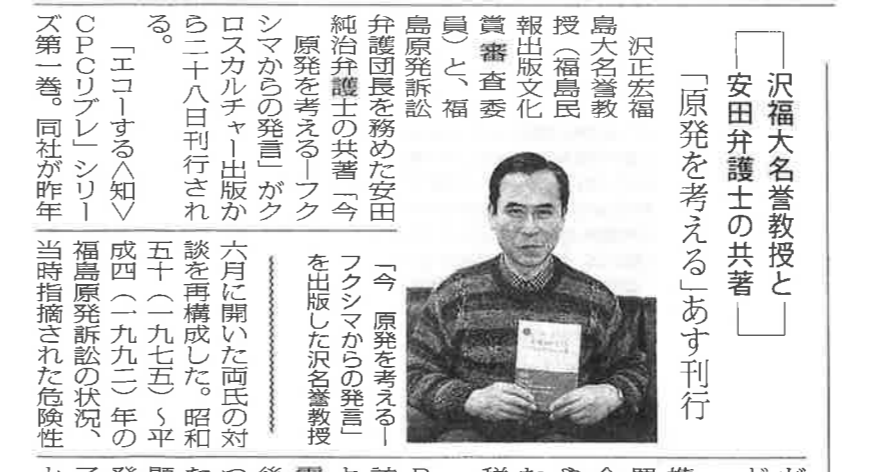 沢福大名誉教授と
安田弁護士の共著
「原発を考える」あす刊行
沢正宏福
島大名誉教
授（福島民
報出版文化
賞審査委
員）と、福
島原発訴訟
弁護団長を務めた安田
純治弁護士の共著「今
原発を考える―フク
シマからの発言」がク
ロスカルチャー出版か
ら二十八日刊行され
る。
「エコーする〈知〉
ＣＰＣリブレ」シリー
ズ第一巻。同社が昨年
「今　原発を考える―
フクシマからの発言」
を出版した沢名誉教授
六月に開いた両氏の対
談を再構成した。昭和
五十（一九七五）～平
成四（一九九二）年の
福島原発訴訟の状況、
当時指摘された危険性